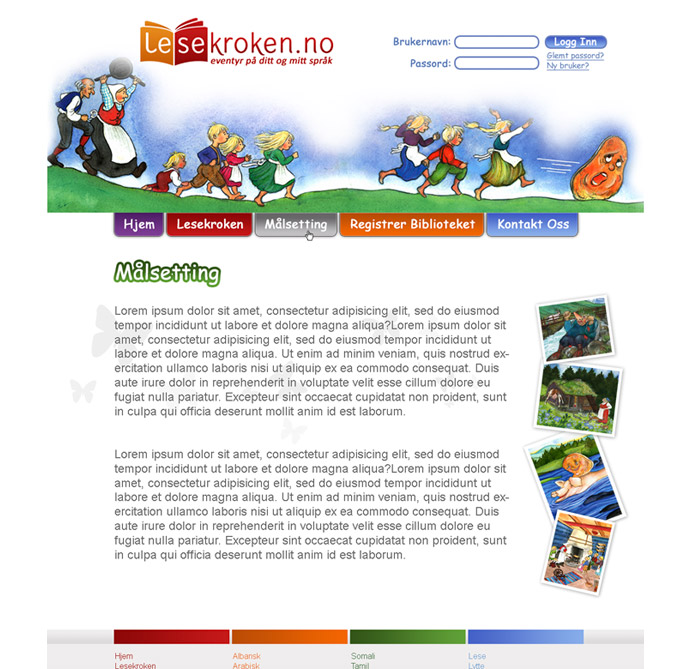 Lesekroken.no
eventyr på ditt og mitt språk
Brukernavn:
Logg Inn
Passord:
Glemt passord?
Ny bruker?
Hjem
Lesekroken
Målsetting
Registrer Biblioteket
Kontakt Oss
Målsetting
Lorem ipsum dolor sit amet, consectetur adipisicing elit, sed do eiusmod
tempor incididunt ut labore et dolore magna aliqua?Lorem ipsum dolor sit
amet, consectetur adipisicing elit, sed do eiusmod tempor incididunt ut
labore et dolore magna aliqua. Ut enim ad minim veniam, quis nostrud ex-
ercitation ullamco laboris nisi ut aliquip ex ea commodo consequat. Duis
aute irure dolor in reprehenderit in voluptate velit esse cillum dolore eu
fugiat nulla pariatur. Excepteur sint occaecat cupidatat non proident, sunt
in culpa qui officia deserunt mollit anim id est laborum.
Lorem ipsum dolor sit amet, consectetur adipisicing elit, sed do eiusmod
tempor incididunt ut labore et dolore magna aliqua?Lorem ipsum dolor sit
amet, consectetur adipisicing elit, sed do eiusmod tempor incididunt ut
labore et dolore magna aliqua. Ut enim ad minim veniam, quis nostrud ex-
ercitation ullamco laboris nisi ut aliquip ex ea commodo consequat. Duis
aute irure dolor in reprehenderit in voluptate velit esse cillum dolore eu
fugiat nulla pariatur. Excepteur sint occaecat cupidatat non proident, sunt
in culpa qui officia deserunt mollit anim id est laborum.
Hjem
Lesekroken
Albansk
Arabisk
Somali
Tamil
Lese
Lytte